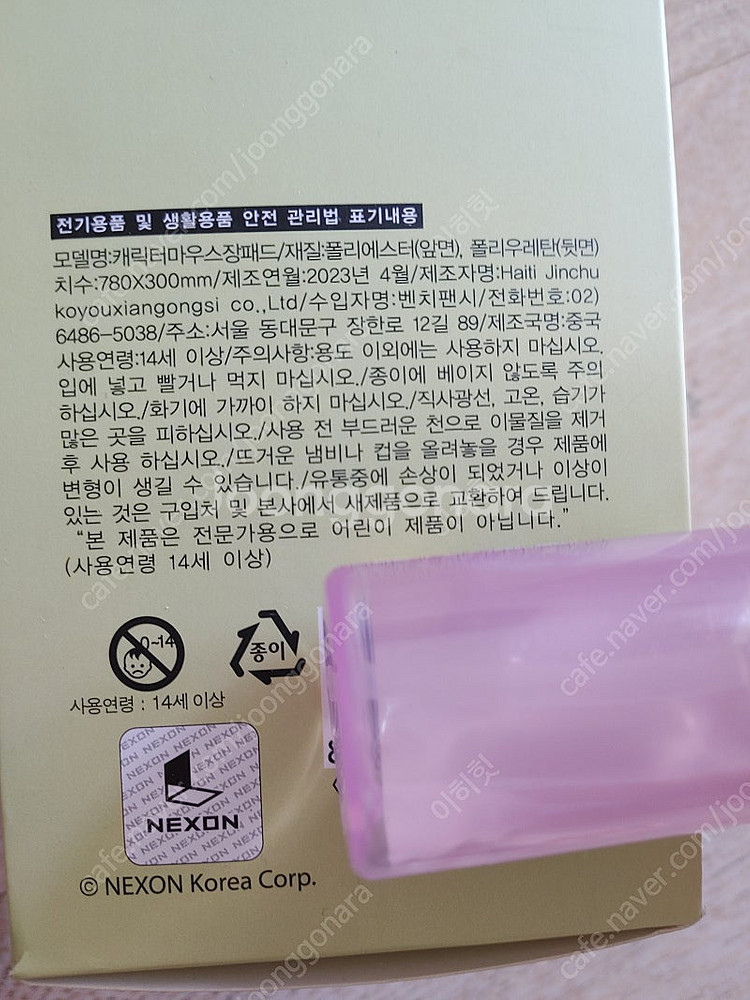 전기용품 및 생활용품 안전 관리법 표기내용
모델명:캐릭터마우스장패드/재질:폴리에스터(앞면), 폴리우레탄(뒷면)
치수:780X300mm/제조연월:2023년 4월/제조자명:Haiti Jinchu
koyouxiangongsi co.,Ltd/수입자명:벤치팬시/전화번호:02)
6486-5038/주소:서울 동대문구 장한로 12길 89/제조국명:중국
사용연령:14세 이상/주의사항:용도 이외에는 사용하지 마십시오.
입에 넣고 빨거나 먹지 마십시오./종이에 베이지 않도록 주의
하십시오./화기에 가까이 하지 마십시오./직사광선, 고온, 습기가
많은 곳을 피하십시오./사용 전 부드러운 천으로 이물질을 제거
후 사용 하십시오./뜨거운 냄비나 컵을 올려놓을 경우 제품에
변형이 생길 수 있습니다./유통중에 손상이 되었거나 이상이
있는 것은 구입처 및 본사에서 새제품으로 교환하여 드립니다.
"본 제품은 전문가용으로 어린이 제품이 아닙니다."
(사용연령 14세 이상)
0~14
종이
사용연령 : 14세 이상
NEXON
© NEXON Korea Corp.
joonggonara
cafe.naver.com/joonggonara
이히힛